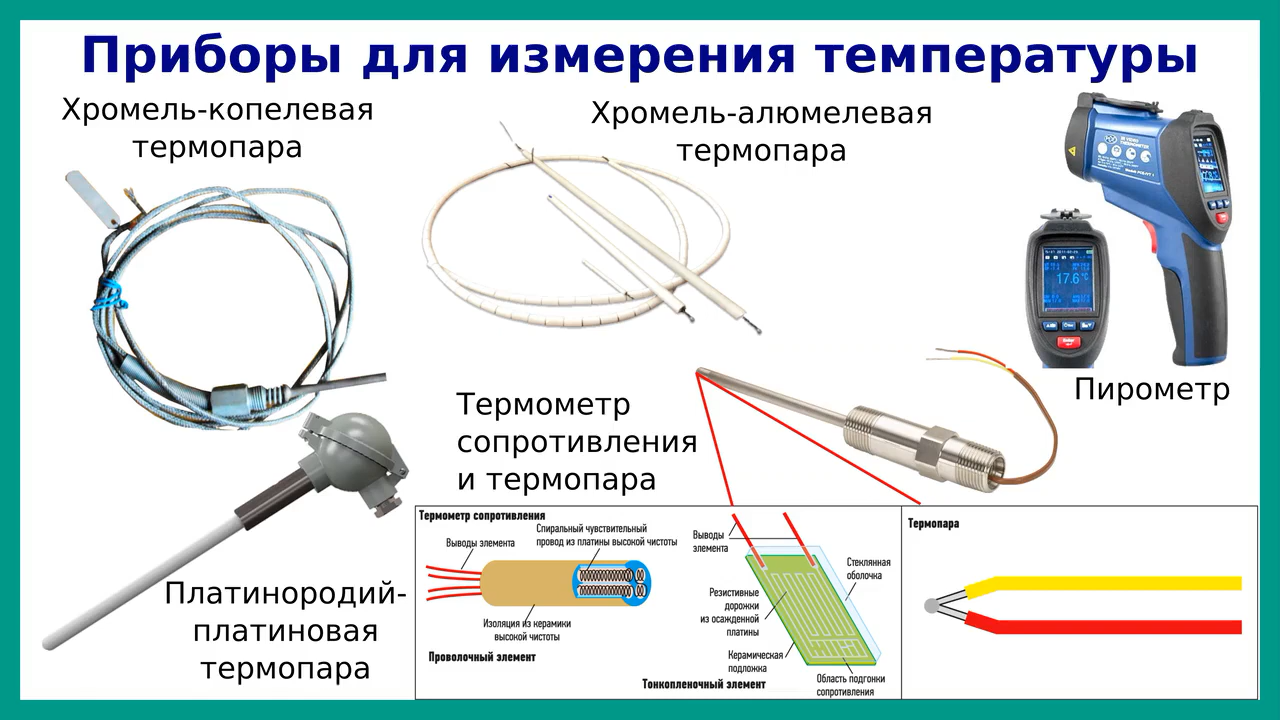 Приборы для измерения температуры
Хромель-копелевая
термопара
Хромель-алюмелевая
термопара
17.6
Пирометр
Термометр
сопротивления
и термопара
Платинородий-
платиновая
термопара
Термометр сопротивления
Выводы элемента
Спиральный чувствительный
провод из платины высокой чистоты
Изоляция из керамики
высокой чистоты
Проволочный элемент
Выводы
элемента
Стеклянная
оболочка
Резистивные
дорожки
из осажденной
платины
Керамическая
подложка
Область подгонки
сопротивления
Тонкопленочный элемент
Термопара